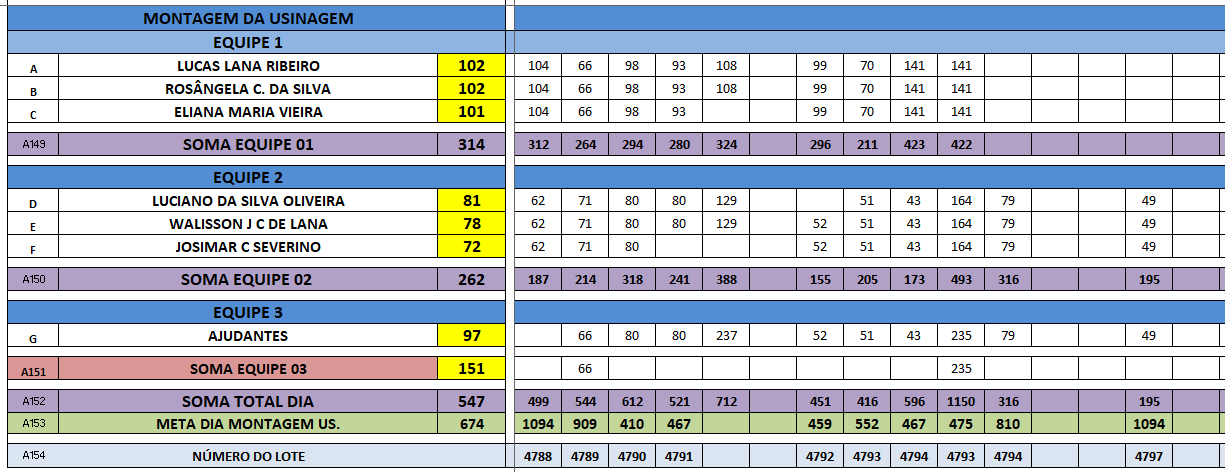 MONTAGEM DA USINAGEM
EQUIPE 1
A LUCAS LANA RIBEIRO 102 104 66 98 93 108 99 70 141 141
B ROSÂNGELA C. DA SILVA 102 104 66 98 93 108 99 70 141 141
C ELIANA MARIA VIEIRA 101 104 66 98 93 99 70 141 141
A149 SOMA EQUIPE 01 314 312 264 294 280 324 296 211 423 422
EQUIPE 2
D LUCIANO DA SILVA OLIVEIRA 81 62 71 80 80 129 51 43 164 79 49
E WALISSON J C DE LANA 78 62 71 80 80 129 52 51 43 164 79 49
F JOSIMAR C SEVERINO 72 62 71 80 52 51 43 164 79 49
A150 SOMA EQUIPE 02 262 187 214 318 241 388 155 205 173 493 316 195
EQUIPE 3
G AJUDANTES 97 66 80 80 237 52 51 43 235 79 49
A151 SOMA EQUIPE 03 151 66 235
A152 SOMA TOTAL DIA 547 499 544 612 521 712 451 416 596 1150 316 195
A153 META DIA MONTAGEM US. 674 1094 909 410 467 459 552 467 475 810 1094
A154 NÚMERO DO LOTE 4788 4789 4790 4791 4792 4793 4794 4793 4794 4797